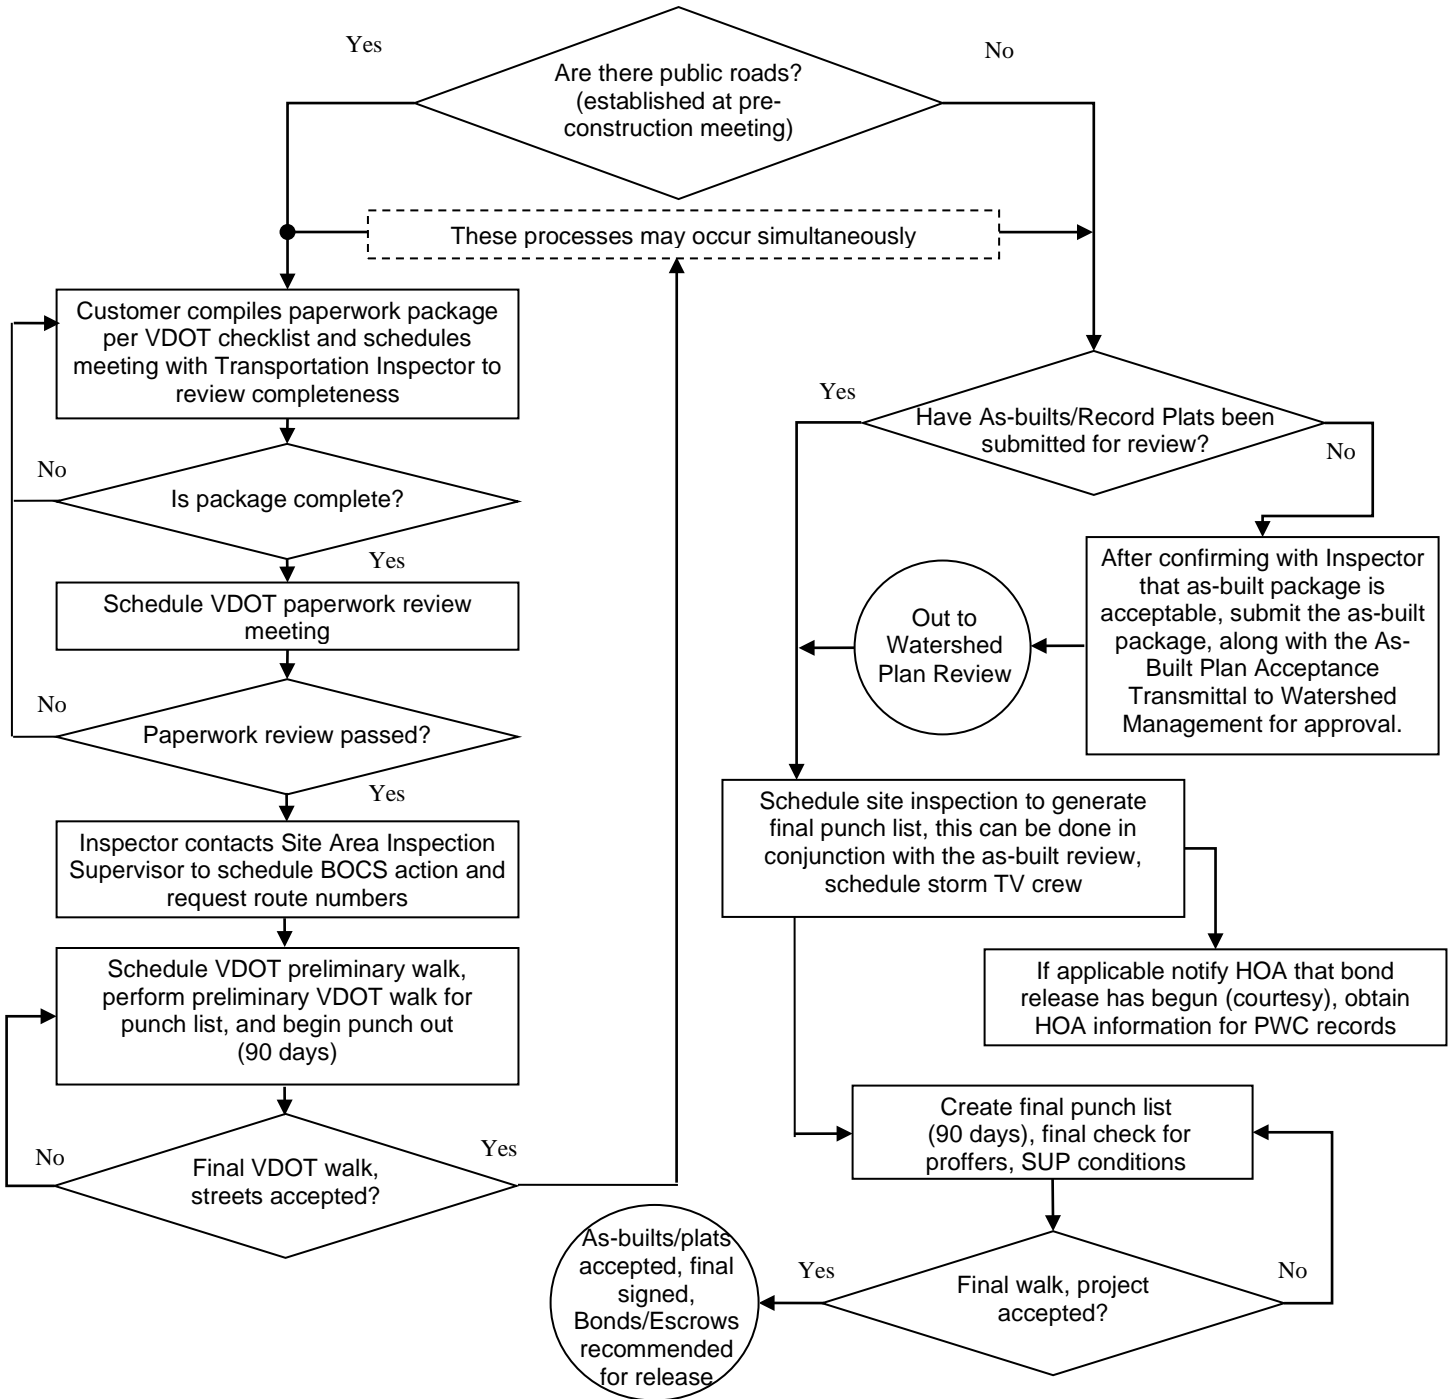 Yes
No
Are there public roads?
(established at pre-
construction meeting)
These processes may occur simultaneously
Customer compiles paperwork package
per VDOT checklist and schedules
meeting with Transportation Inspector to
review completeness
No
Is package complete?
Yes
Schedule VDOT paperwork review
meeting
No
Paperwork review passed?
Yes
Inspector contacts Site Area Inspection
Supervisor to schedule BOCS action and
request route numbers
Schedule VDOT preliminary walk,
perform preliminary VDOT walk for
punch list, and begin punch out
(90 days)
No
Final VDOT walk,
streets accepted?
Yes
Yes
Have As-builts/Record Plats been
submitted for review?
No
After confirming with Inspector
that as-built package is
acceptable, submit the as-built
package, along with the As-
Built Plan Acceptance
Transmittal to Watershed
Management for approval.
Out to
Watershed
Plan Review
Schedule site inspection to generate
final punch list, this can be done in
conjunction with the as-built review,
schedule storm TV crew
If applicable notify HOA that bond
release has begun (courtesy), obtain
HOA information for PWC records
Create final punch list
(90 days), final check for
proffers, SUP conditions
Final walk, project
accepted?
No
Yes
As-builts/plats
accepted, final
signed,
Bonds/Escrows
recommended
for release